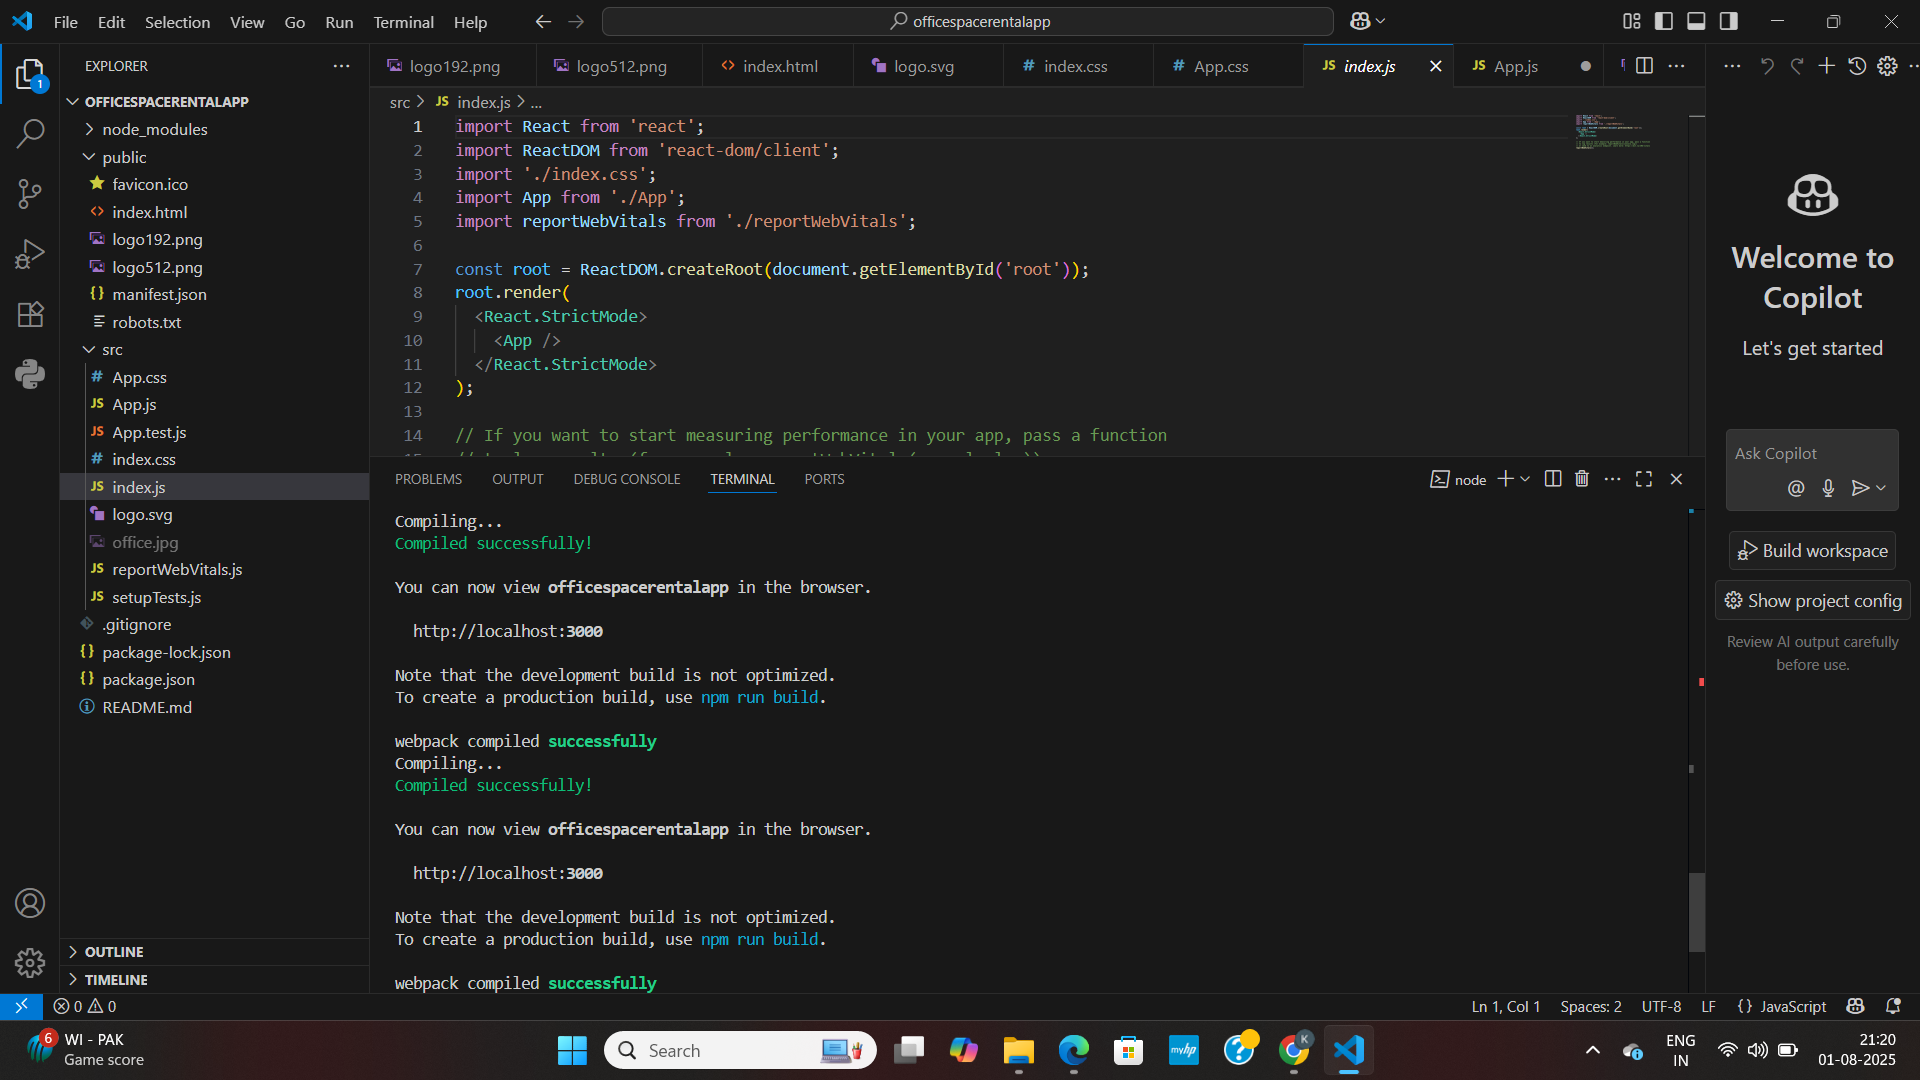 File Edit Selection View Go Run Terminal Help
officespacerentalapp
EXPLORER
1
OFFICESPACERENTALAPP
node_modules
public
favicon.ico
index.html
logo192.png
logo512.png
manifest.json
robots.txt
src
App.css
App.js
App.test.js
index.css
index.js
logo.svg
office.jpg
reportWebVitals.js
setupTests.js
.gitignore
package-lock.json
package.json
README.md
OUTLINE
TIMELINE
logo192.png logo512.png index.html logo.svg # index.css # App.css JS index.js JS App.js
src > JS index.js > ...
1 import React from 'react';
2 import ReactDOM from 'react-dom/client';
3 import './index.css';
4 import App from './App';
5 import reportWebVitals from './reportWebVitals';
6
7 const root = ReactDOM.createRoot(document.getElementById('root'));
8 root.render(
9 <React.StrictMode>
10 <App />
11 </React.StrictMode>
12 );
13
14 // If you want to start measuring performance in your app, pass a function
PROBLEMS OUTPUT DEBUG CONSOLE TERMINAL PORTS
node
Compiling...
Compiled successfully!
You can now view officespacerentalapp in the browser.
http://localhost:3000
Note that the development build is not optimized.
To create a production build, use npm run build.
webpack compiled successfully
Compiling...
Compiled successfully!
You can now view officespacerentalapp in the browser.
http://localhost:3000
Note that the development build is not optimized.
To create a production build, use npm run build.
webpack compiled successfully
Welcome to
Copilot
Let's get started
Ask Copilot
Build workspace
Show project config
Review AI output carefully
before use.
0 0
Ln 1, Col 1 Spaces: 2 UTF-8 LF {} JavaScript
6
WI - PAK
Game score
Search
myhp
K
ENG
IN
21:20
01-08-2025